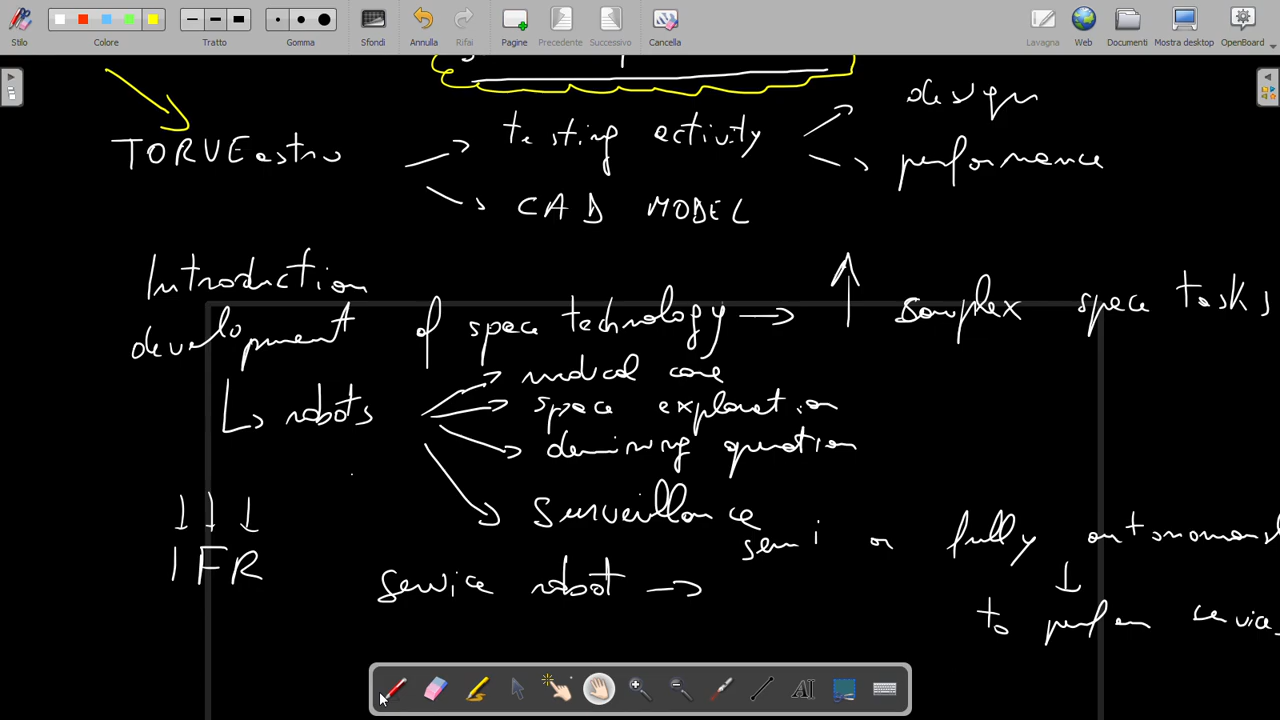 Stilo Colore Tratto Gomma Sfondi Annulla Rifai Pagine Precedente Successivo Cancella Lavagna Web Documenti Mostra desktop OpenBoard
design
TORVEastro testing activity performance
CAD MODEL
Introduction
development of space technology complex space tasks
medical care
robots space exploration
demining operation
surveillance
semi or fully autonomously
IFR service robot
to perform services